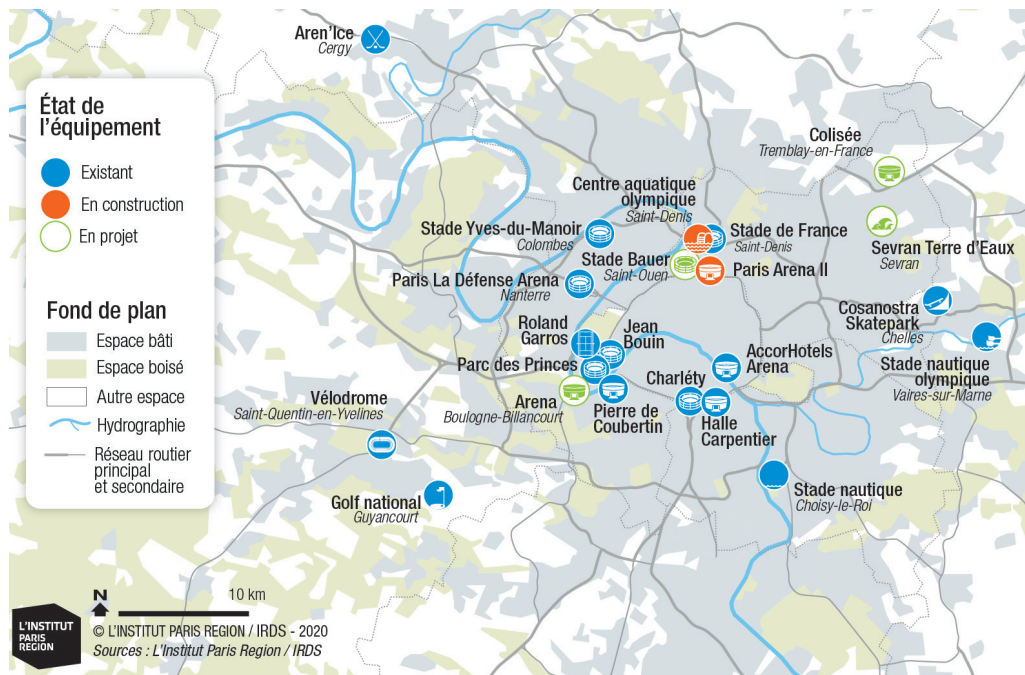 Aren'Ice
Cergy
État de
l'équipement
Existant
En construction
En projet
Fond de plan
Espace bâti
Espace boisé
Autre espace
Hydrographie
Réseau routier
principal
et secondaire
Colisée
Tremblay-en-France
Centre aquatique
olympique
Saint-Denis
Stade Yves-du-Manoir
Colombes
Stade de France
Saint-Denis
Sevran Terre d'Eaux
Sevran
Stade Bauer
Saint-Ouen
Paris Arena II
Paris La Défense Arena
Nanterre
Cosanostra
Skatepark
Chelles
Roland
Garros
Jean
Bouin
Parc des Princes
AccorHotels
Arena
Stade nautique
olympique
Vaires-sur-Marne
Charléty
Arena
Boulogne-Billancourt
Pierre de
Coubertin
Halle
Carpentier
Vélodrome
Saint-Quentin-en-Yvelines
Golf national
Guyancourt
Stade nautique
Choisy-le-Roi
N
10 km
L'INSTITUT
PARIS
REGION
© L'INSTITUT PARIS REGION / IRDS - 2020
Sources : L'Institut Paris Region / IRDS